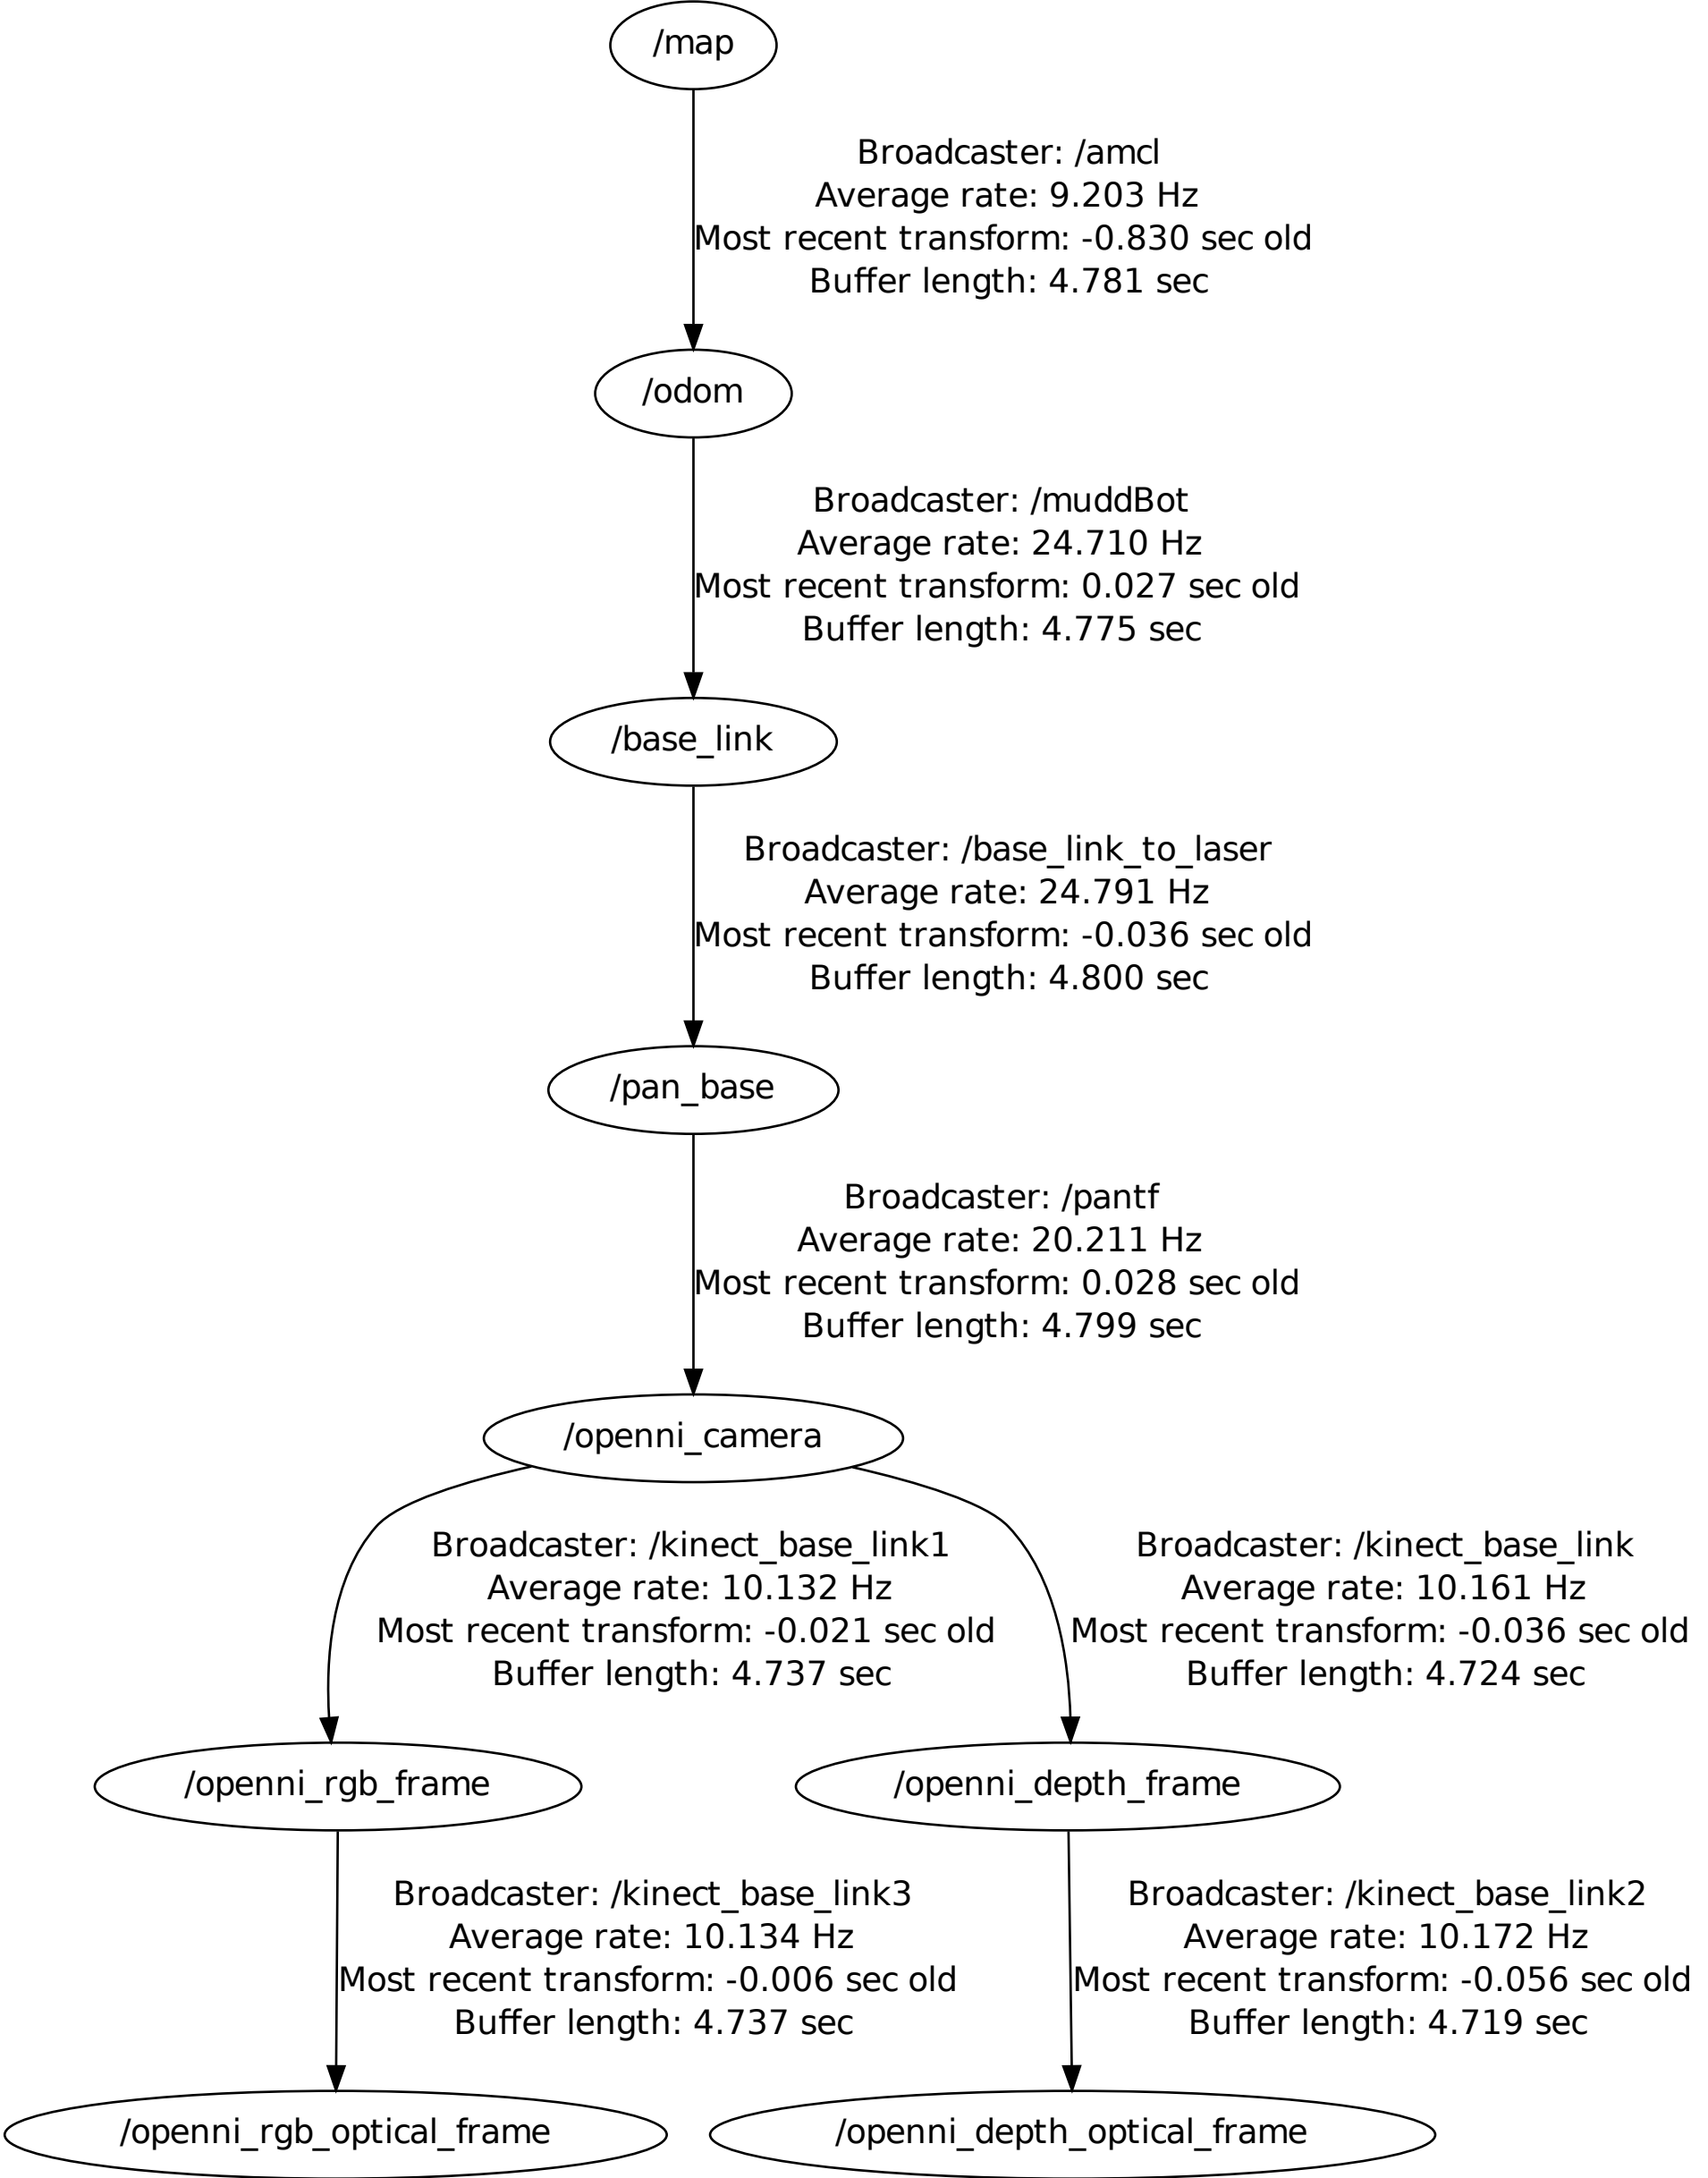 /map
Broadcaster: /amcl
Average rate: 9.203 Hz
Most recent transform: -0.830 sec old
Buffer length: 4.781 sec
/odom
Broadcaster: /muddBot
Average rate: 24.710 Hz
Most recent transform: 0.027 sec old
Buffer length: 4.775 sec
/base_link
Broadcaster: /base_link_to_laser
Average rate: 24.791 Hz
Most recent transform: -0.036 sec old
Buffer length: 4.800 sec
/pan_base
Broadcaster: /pantf
Average rate: 20.211 Hz
Most recent transform: 0.028 sec old
Buffer length: 4.799 sec
/openni_camera
Broadcaster: /kinect_base_link1
Average rate: 10.132 Hz
Most recent transform: -0.021 sec old
Buffer length: 4.737 sec
Broadcaster: /kinect_base_link
Average rate: 10.161 Hz
Most recent transform: -0.036 sec old
Buffer length: 4.724 sec
/openni_rgb_frame
/openni_depth_frame
Broadcaster: /kinect_base_link3
Average rate: 10.134 Hz
Most recent transform: -0.006 sec old
Buffer length: 4.737 sec
Broadcaster: /kinect_base_link2
Average rate: 10.172 Hz
Most recent transform: -0.056 sec old
Buffer length: 4.719 sec
/openni_rgb_optical_frame
/openni_depth_optical_frame